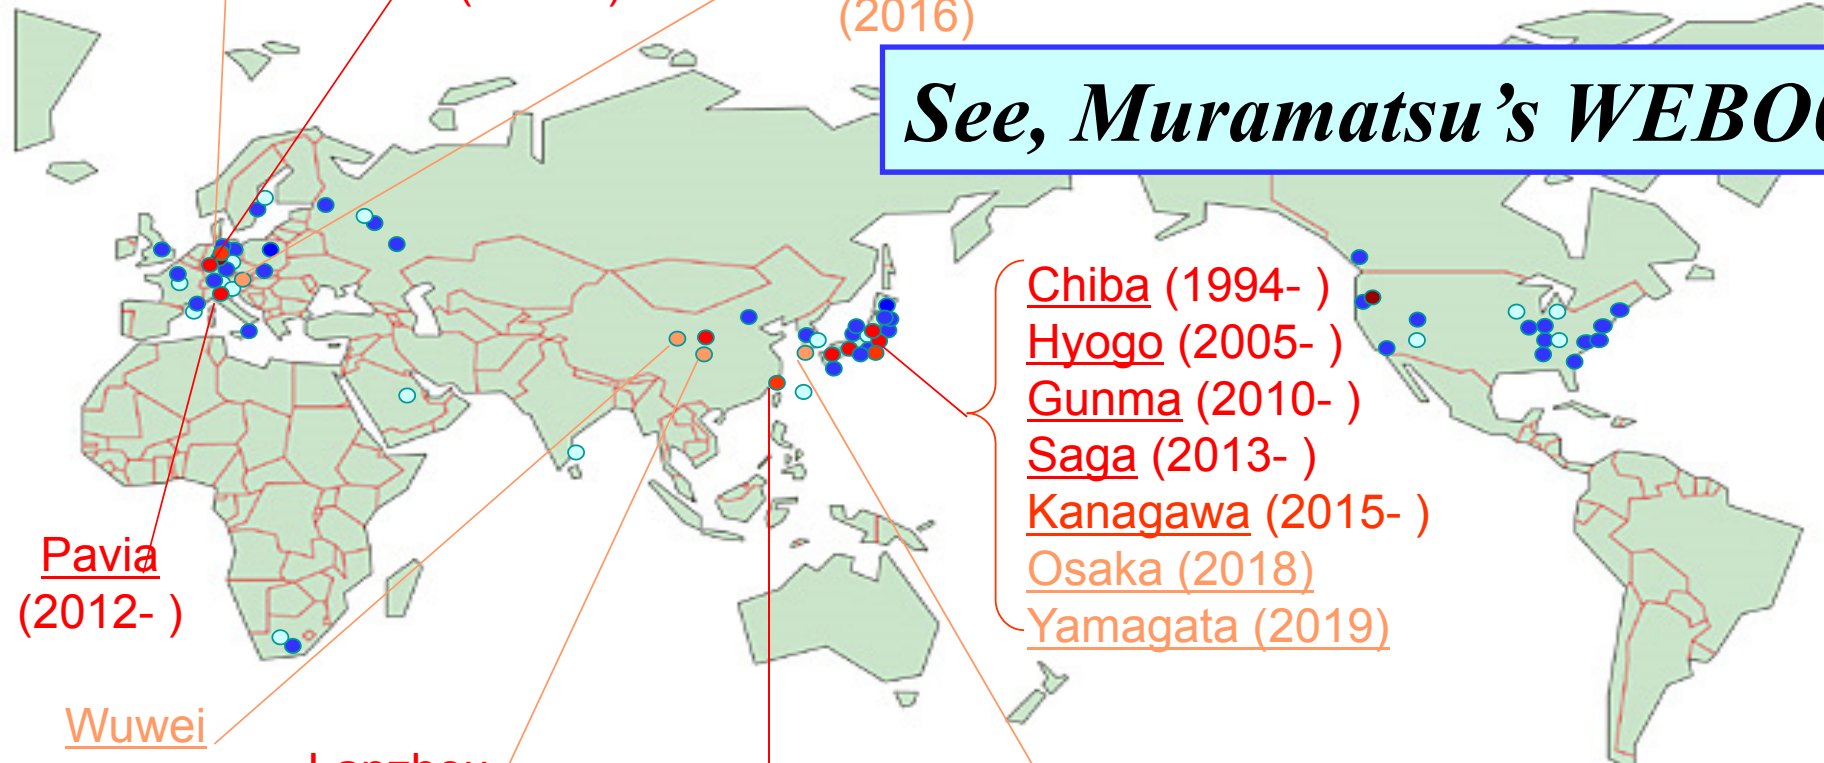 (2016)
See, Muramatsu's
Chiba (1994- )
Hyogo (2005- )
Gunma (2010- )
Saga (2013- )
Kanagawa (2015- )
Osaka (2018)
Yamagata (2019)
Pavia
(2012- )
Wuwei